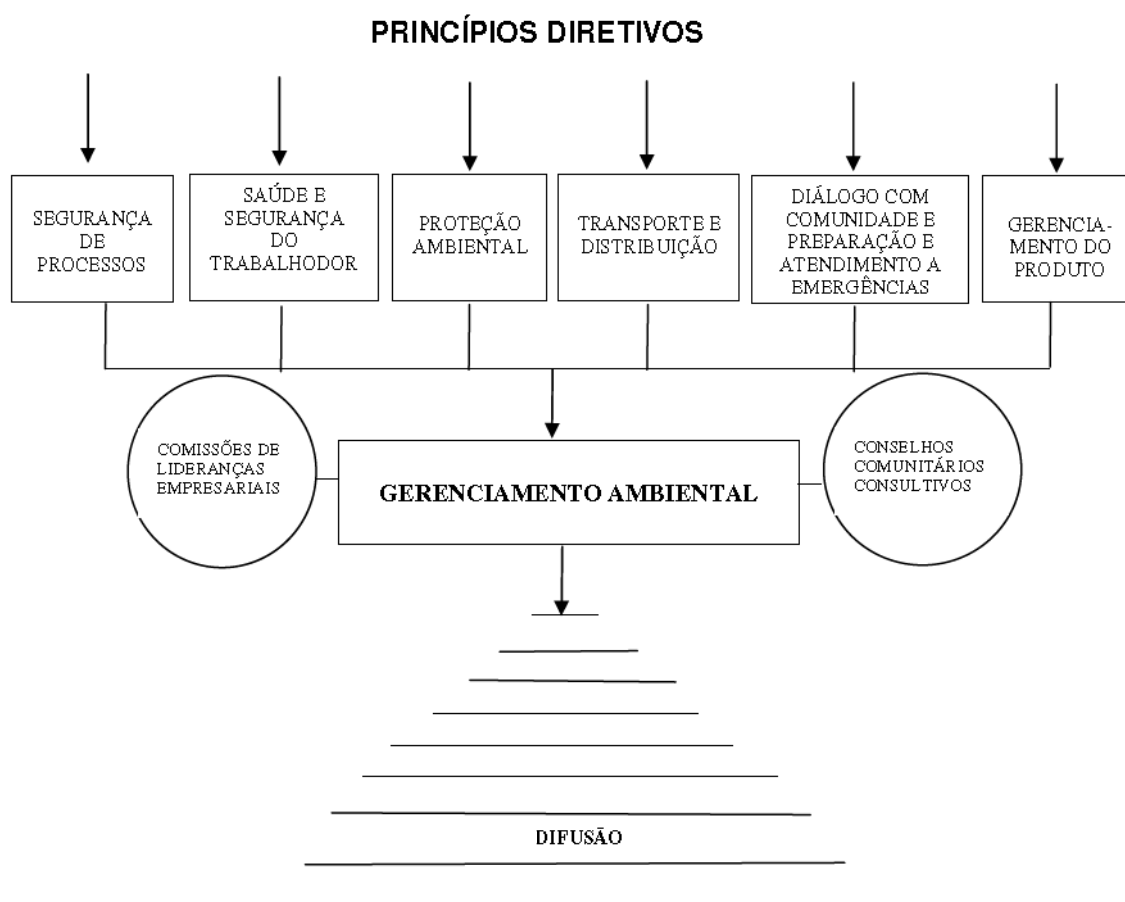 PRINCÍPIOS DIRETIVOS
SEGURANÇA
DE
PROCESSOS
SAÚDE E
SEGURANÇA
DO
TRABALHODOR
PROTEÇÃO
AMBIENTAL
TRANSPORTE E
DISTRIBUIÇÃO
DIÁLOGO COM
COMUNIDADE E
PREPARAÇÃO E
ATENDIMENTO A
EMERGÊNCIAS
GERENCIA-
MENTO DO
PRODUTO
COMISSÕES DE
LIDERANÇAS
EMPRESARIAIS
GERENCIAMENTO AMBIENTAL
CONSELHOS
COMUNITÁRIOS
CONSULTIVOS
DIFUSÃO